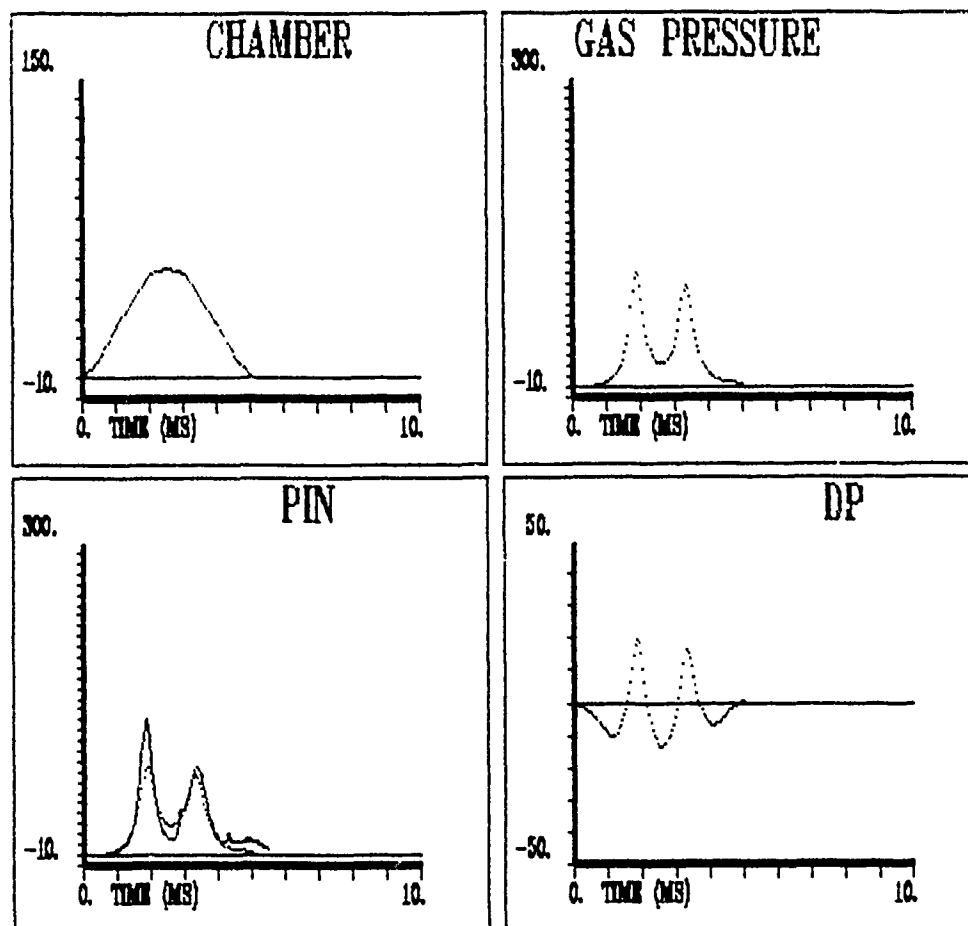 CHAMBER
150.
-10.
0. TIME (MS) 10.
GAS PRESSURE
300.
-10.
0. TIME (MS) 10.
PIN
300.
-10.
0. TIME (MS) 10.
DP
50.
-50.
0. TIME (MS) 10.